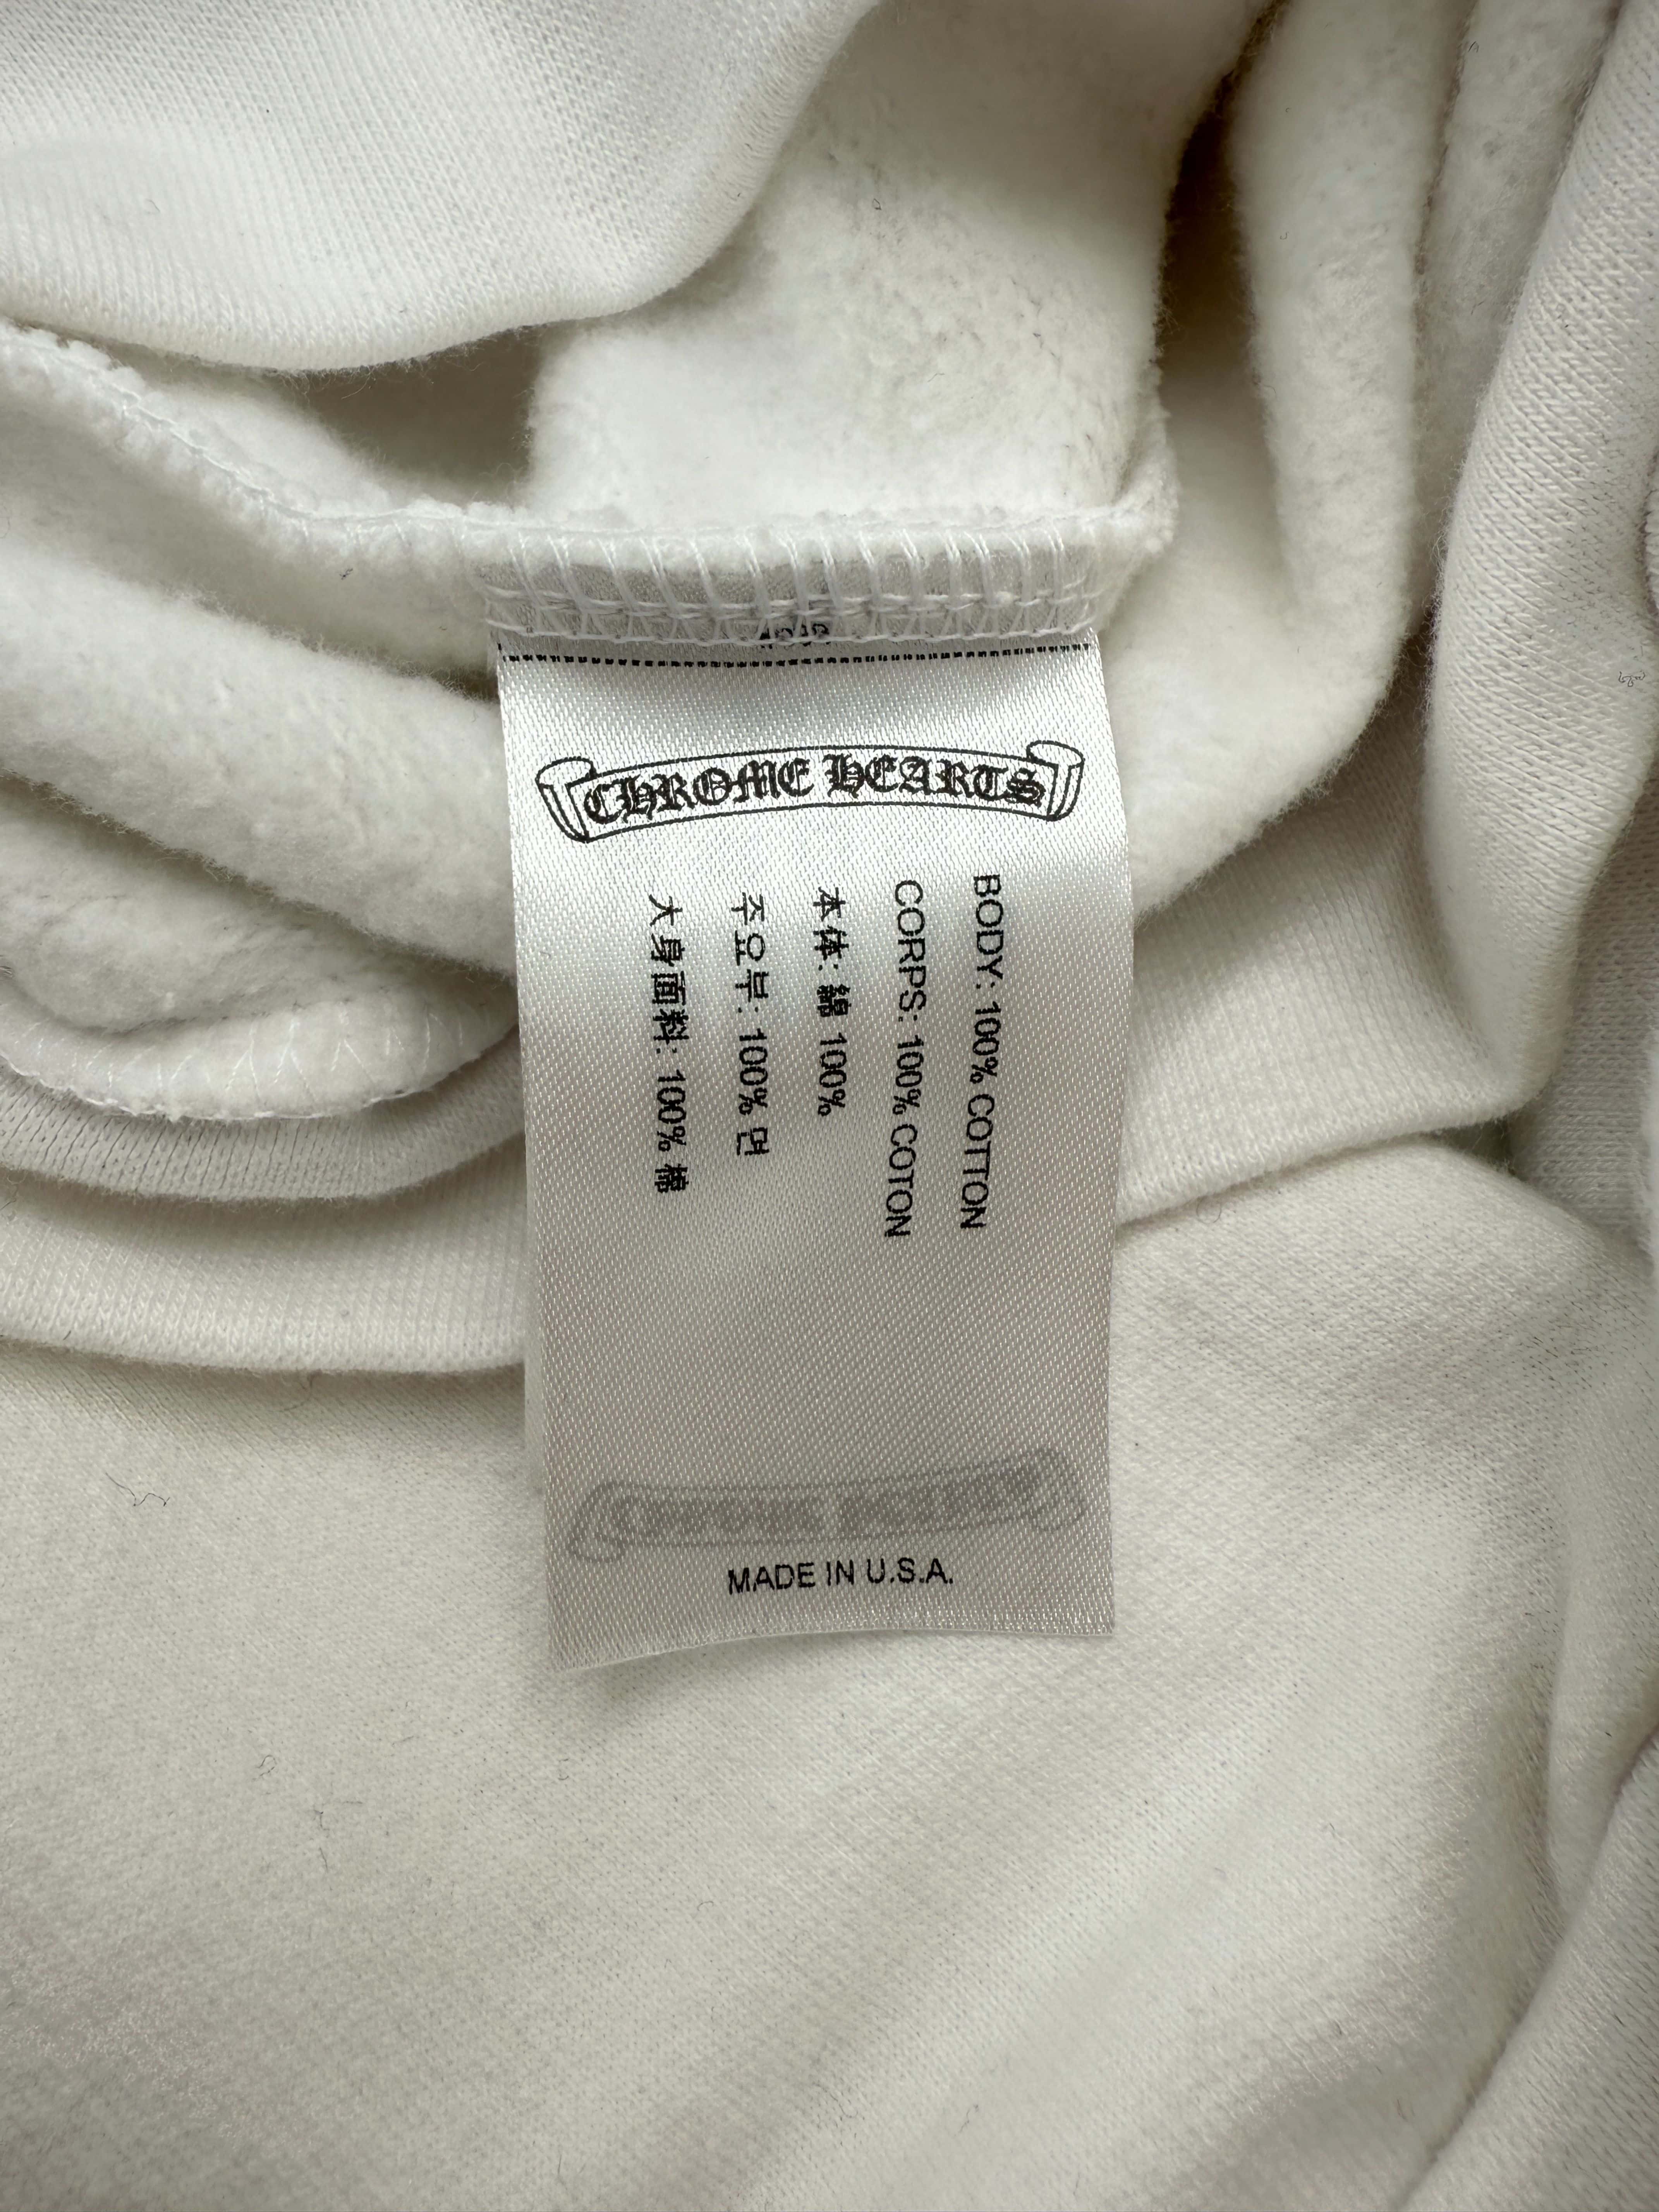 CHROME HEARTS
BODY: 100% COTTON
CORPS: 100% COTON
本体: 綿 100%
주요부: 100% 면
大身面料: 100% 棉
MADE IN U.S.A.